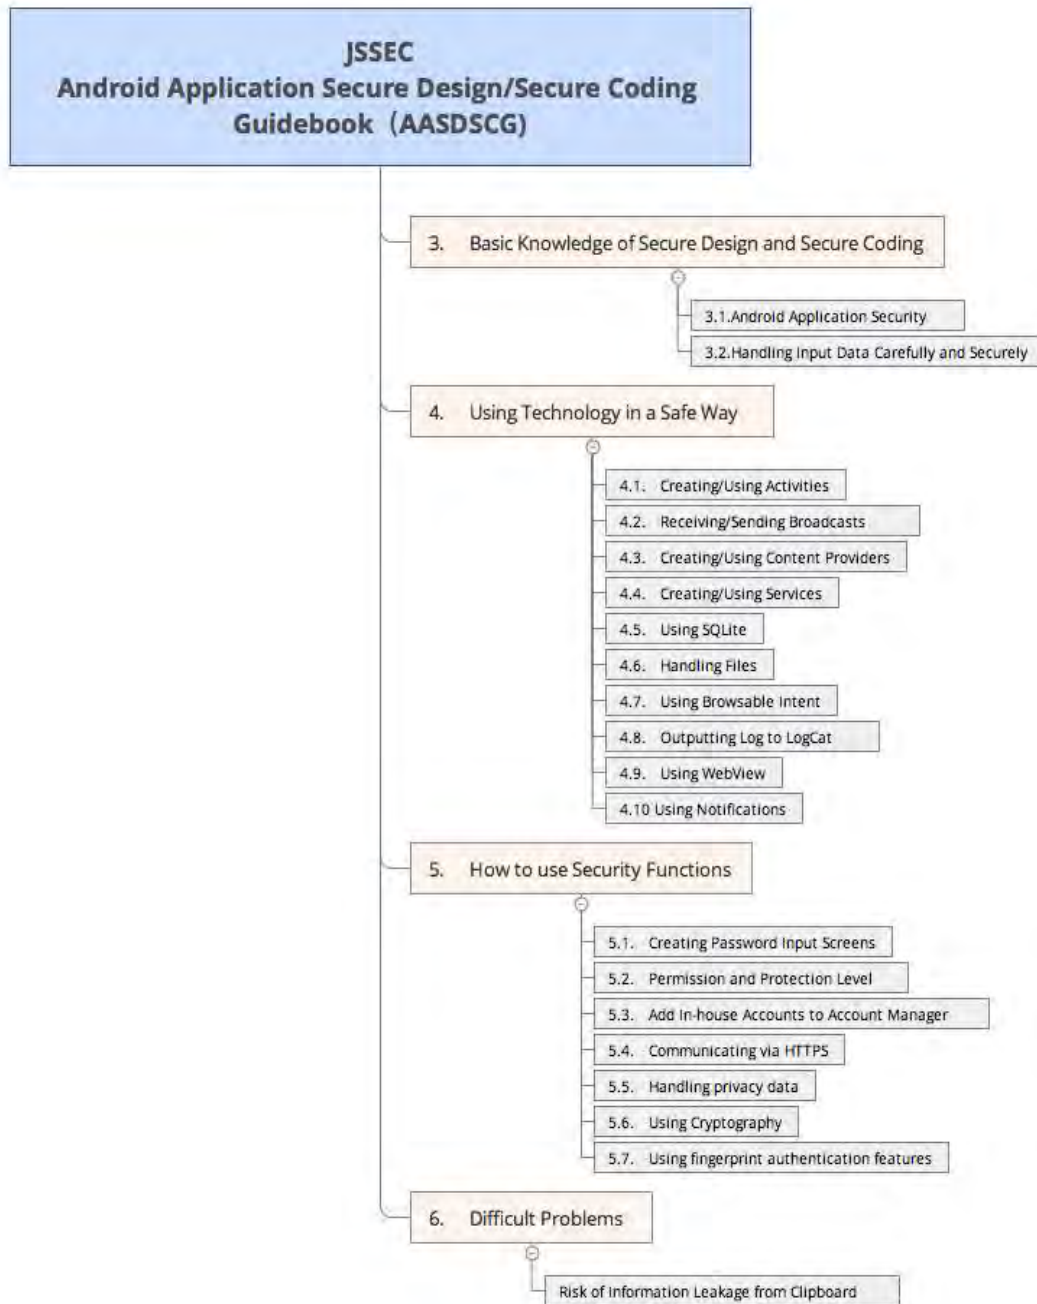 JSSEC
Android Application Secure Design/Secure Coding
Guidebook（AASDSCG)
3. Basic Knowledge of Secure Design and Secure Coding
3.1.Android Application Security
3.2.Handling Input Data Carefully and Securely
4. Using Technology in a Safe Way
4.1. Creating/Using Activities
4.2. Receiving/Sending Broadcasts
4.3. Creating/Using Content Providers
4.4. Creating/Using Services
4.5. Using SQLite
4.6. Handling Files
4.7. Using Browsable Intent
4.8. Outputting Log to LogCat
4.9. Using WebView
4.10 Using Notifications
5. How to use Security Functions
5.1. Creating Password Input Screens
5.2. Permission and Protection Level
5.3. Add In-house Accounts to Account Manager
5.4. Communicating via HTTPS
5.5. Handling privacy data
5.6. Using Cryptography
5.7. Using fingerprint authentication features
6. Difficult Problems
Risk of Information Leakage from Clipboard